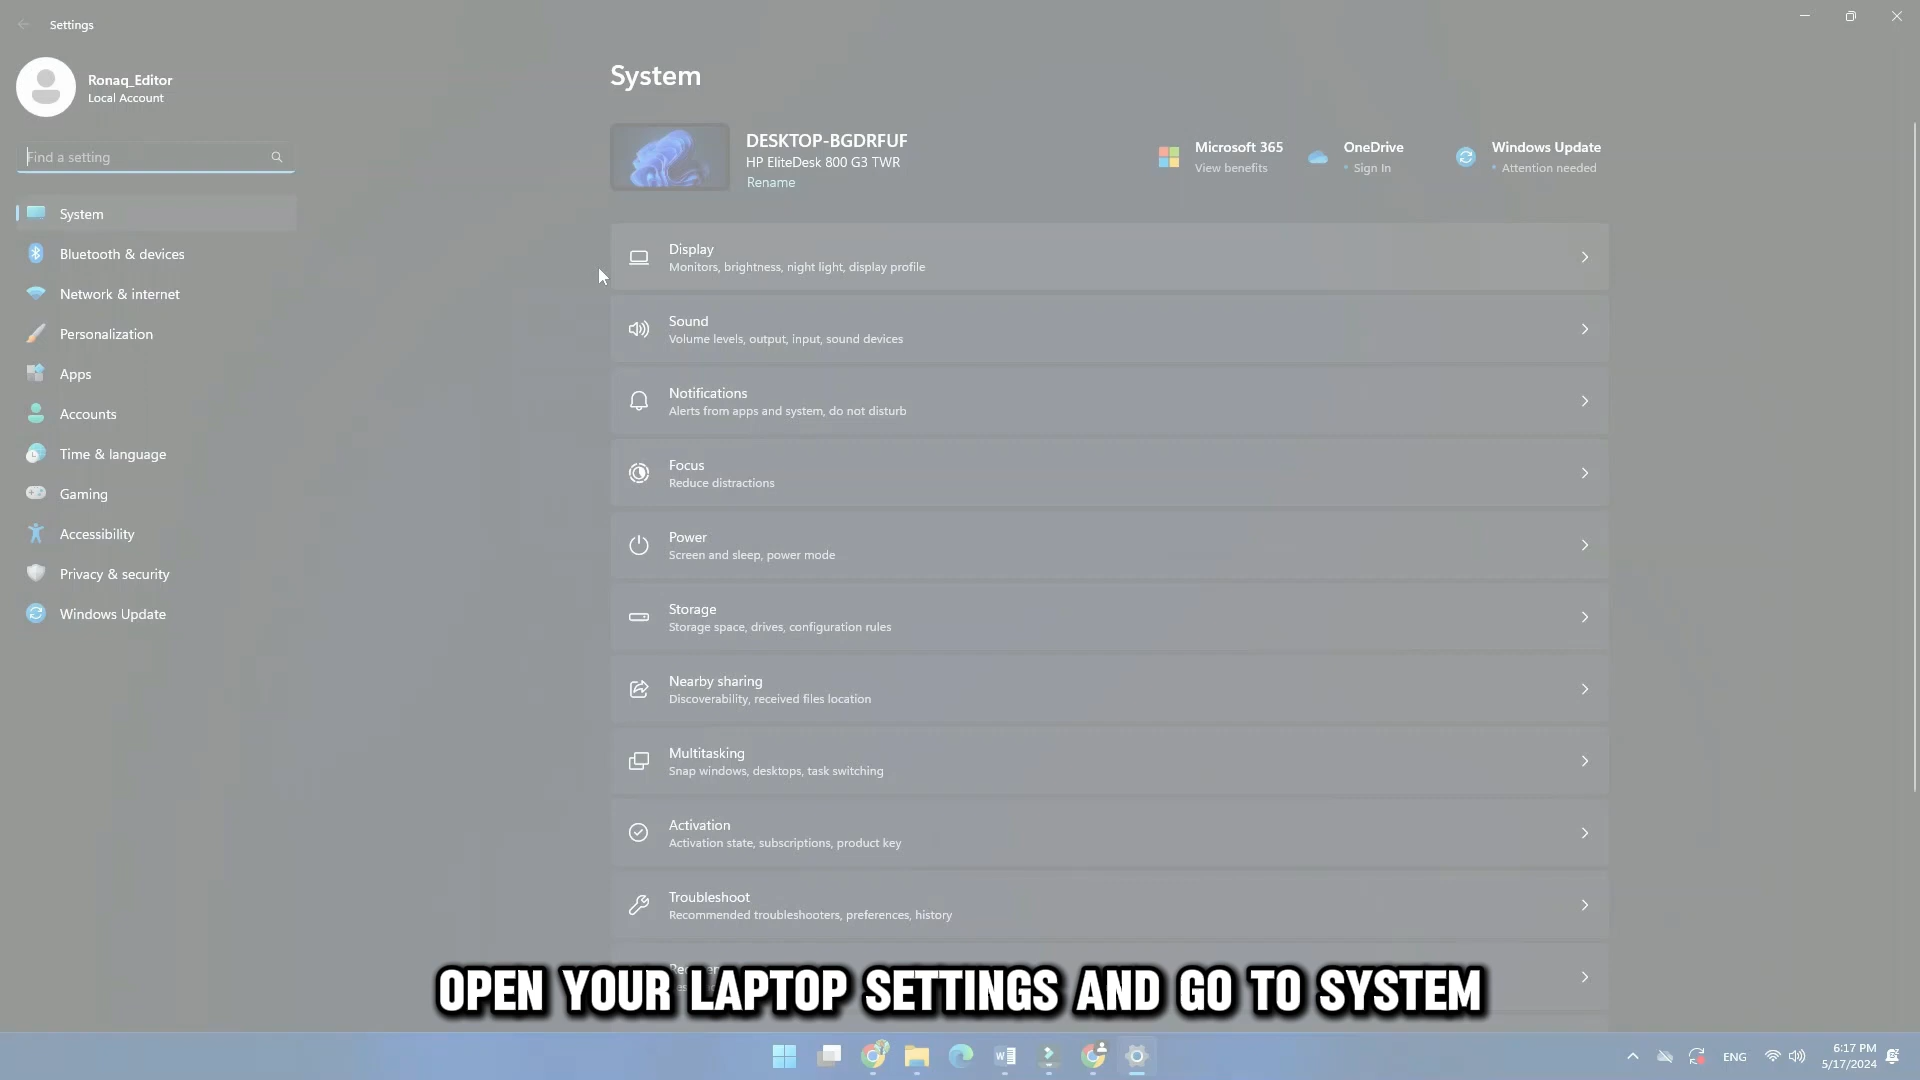 Settings
Ronaq_Editor
Local Account
Find a setting
System
Bluetooth & devices
Network & internet
Personalization
Apps
Accounts
Time & language
Gaming
Accessibility
Privacy & security
Windows Update
System
DESKTOP-BGDRFUF
HP EliteDesk 800 G3 TWR
Rename
Microsoft 365
View benefits
OneDrive
• Sign In
Windows Update
• Attention needed
Display
Monitors, brightness, night light, display profile
Sound
Volume levels, output, input, sound devices
Notifications
Alerts from apps and system, do not disturb
Focus
Reduce distractions
Power
Screen and sleep, power mode
Storage
Storage space, drives, configuration rules
Nearby sharing
Discoverability, received files location
Multitasking
Snap windows, desktops, task switching
Activation
Activation state, subscriptions, product key
Troubleshoot
Recommended troubleshooters, preferences, history
OPEN YOUR LAPTOP SETTINGS AND GO TO SYSTEM
ENG
6:17 PM
5/17/2024